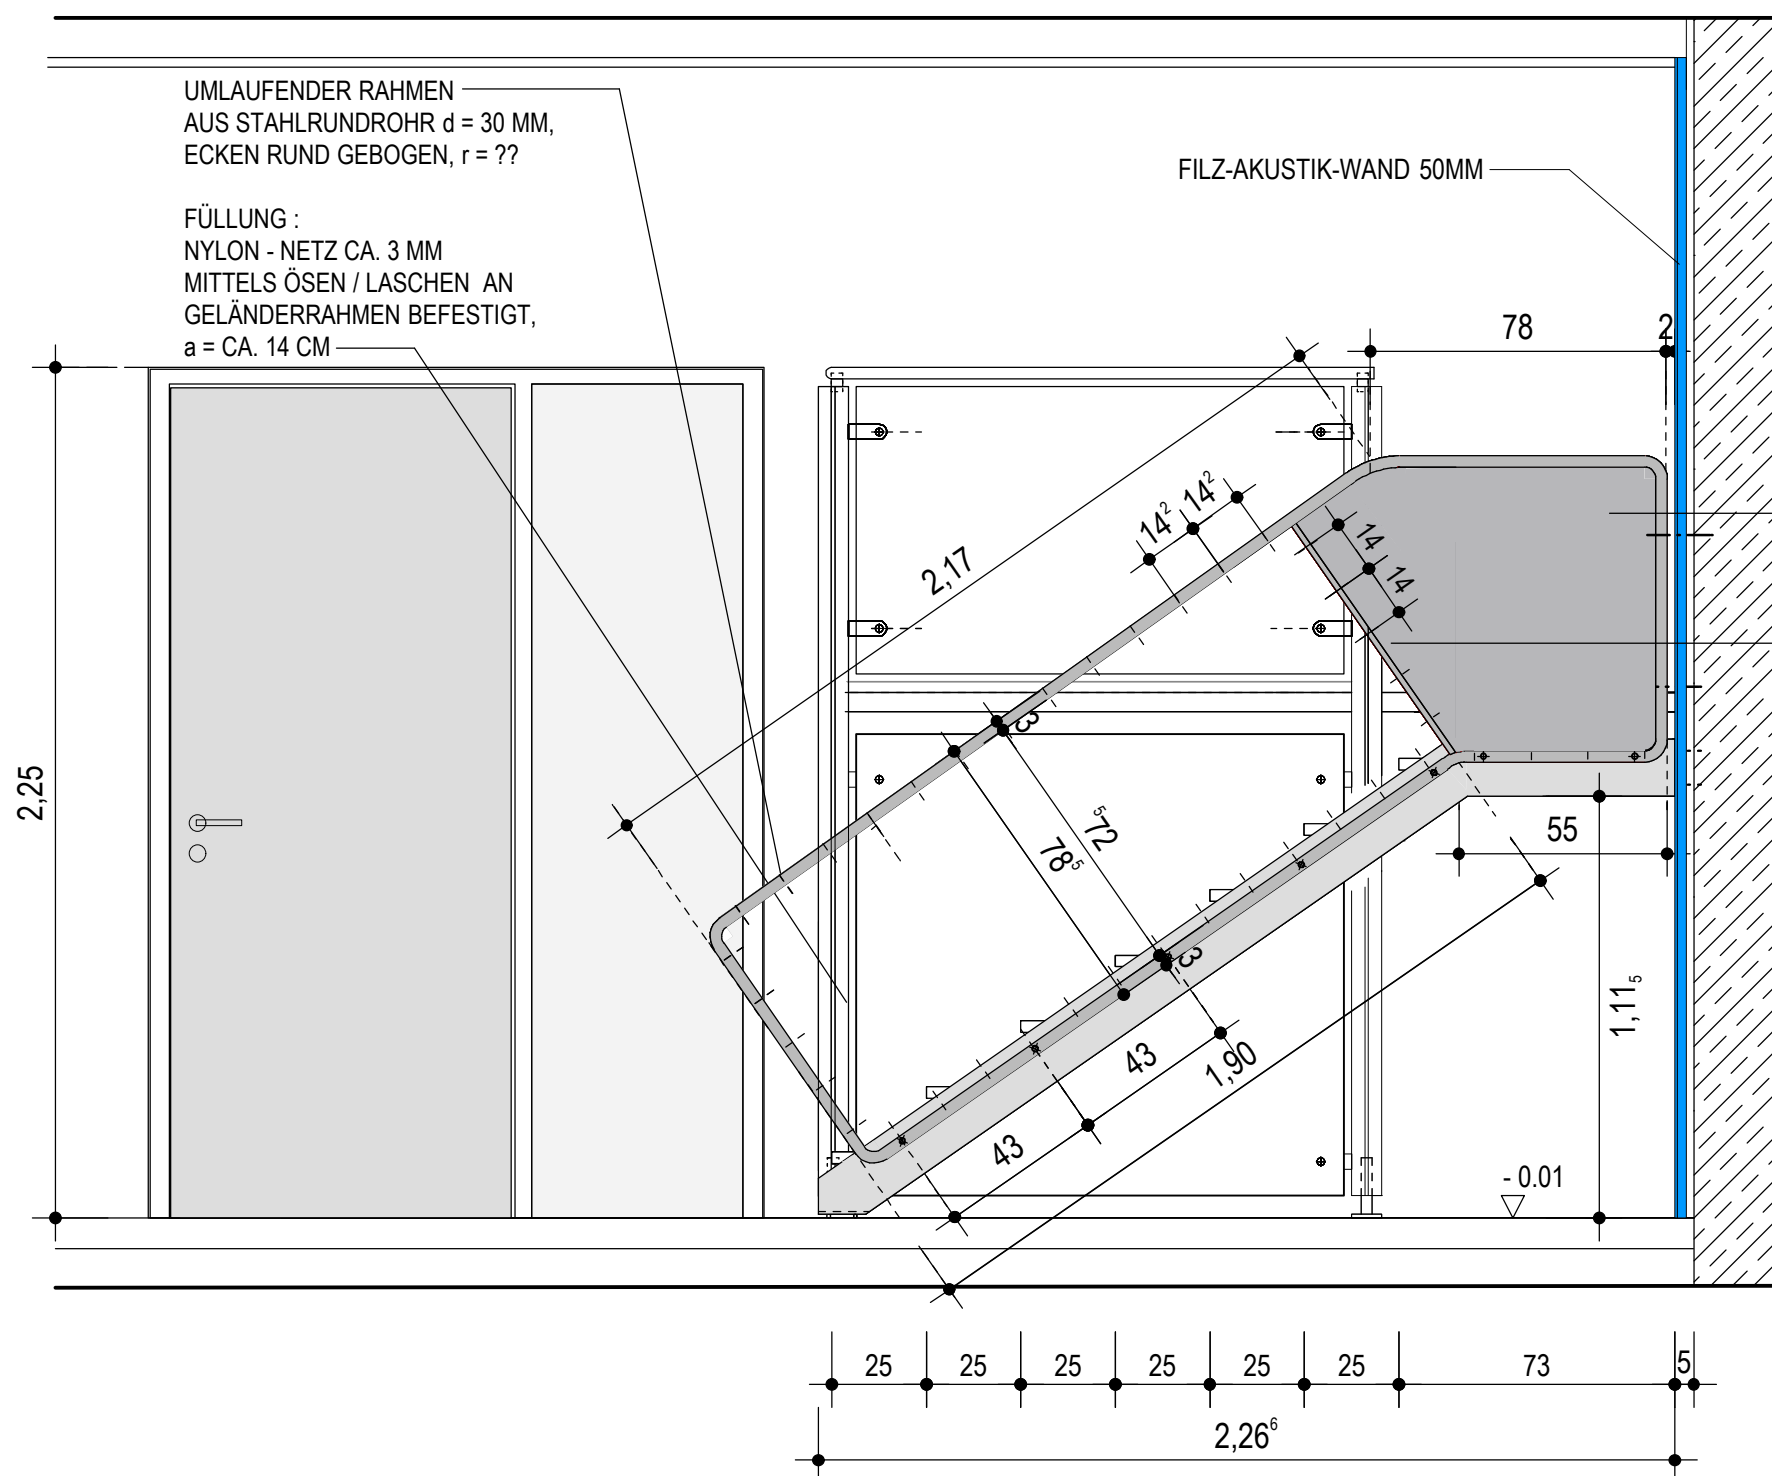 UMLAUFENDER RAHMEN
AUS STAHLRUNDROHR d = 30 MM,
ECKEN RUND GEBOGEN, r = ??
FÜLLUNG :
NYLON - NETZ CA. 3 MM
MITTELS ÖSEN / LASCHEN AN
GELÄNDERRAHMEN BEFESTIGT,
a = CA. 14 CM
FILZ-AKUSTIK-WAND 50MM
78 2
14² 14²
2,17
14
14
3
2,25
⁵72
78⁵
55
3
1,11₅
43
1,90
43
- 0.01
25 25 25 25 25 25 73 5
2,26⁶